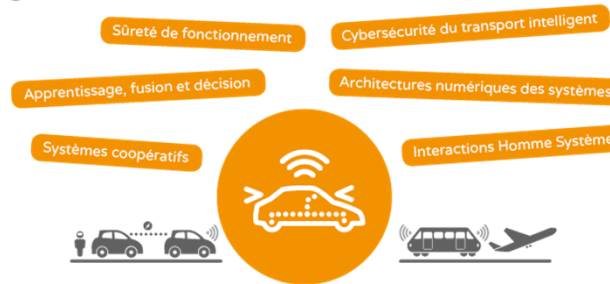 Sûreté de fonctionnement
Cybersécurité du transport intelligent
Apprentissage, fusion et décision
Architectures numériques des systèmes
Systèmes coopératifs
Interactions Homme Système